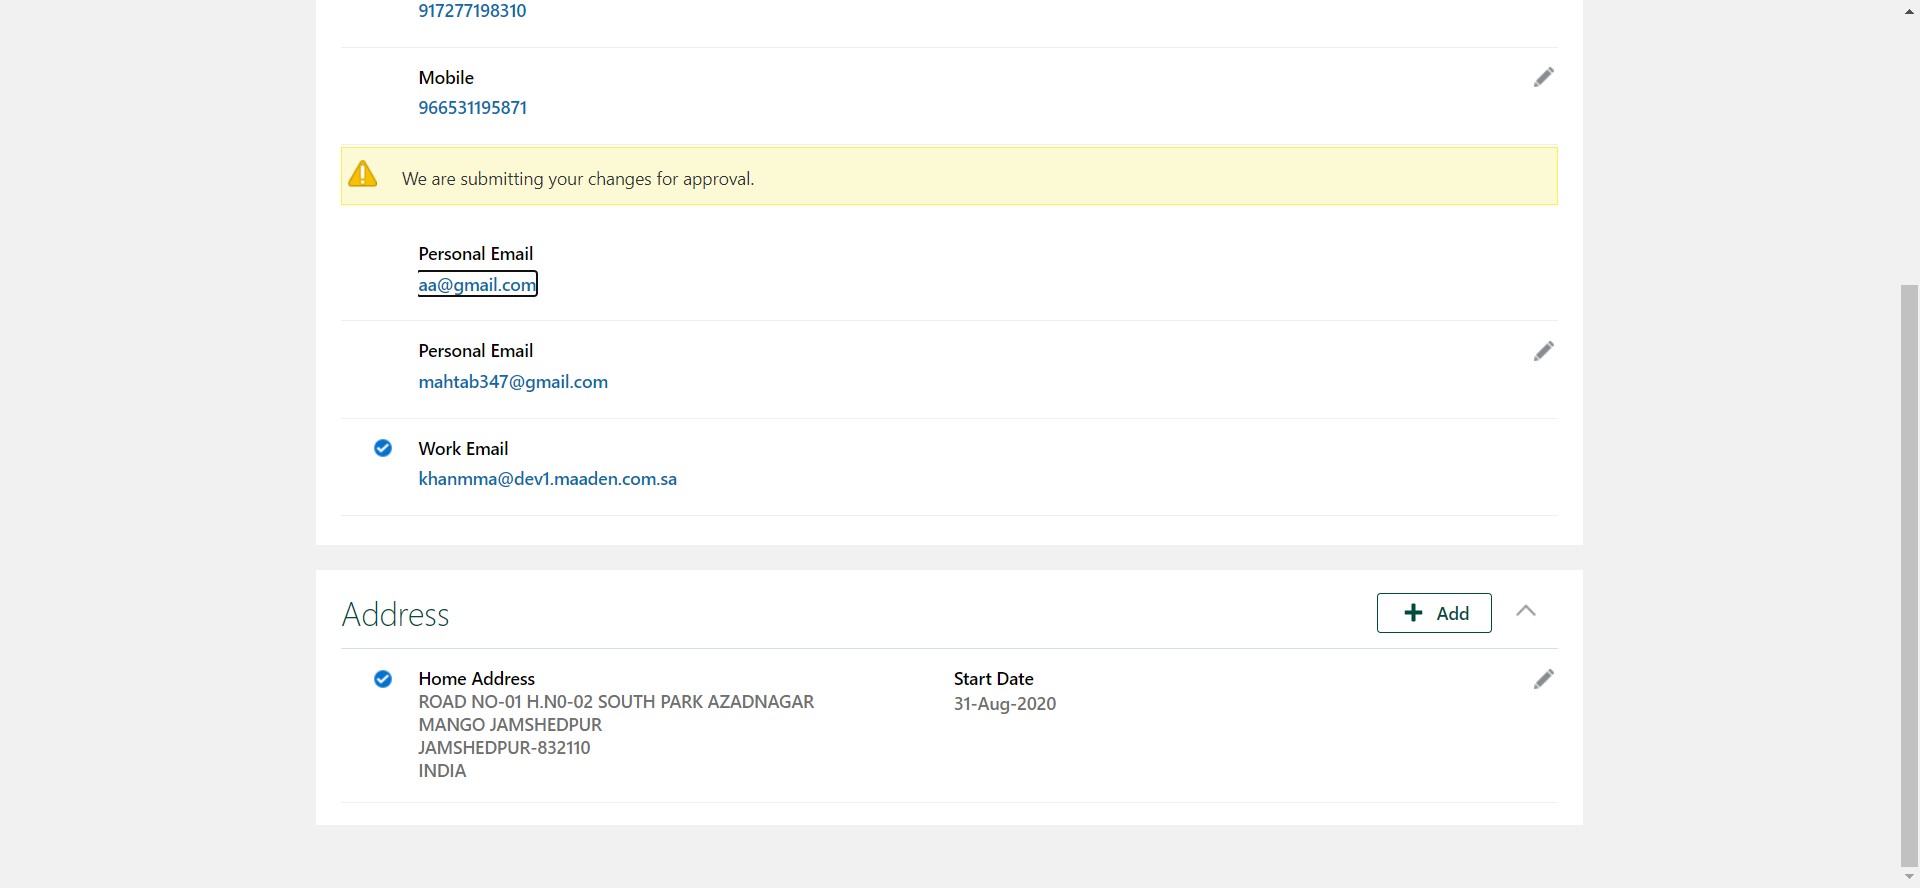 917277198310
Mobile
966531195871
We are submitting your changes for approval.
Personal Email
aa@gmail.com
Personal Email
mahtab347@gmail.com
Work Email
khanmma@dev1.maaden.com.sa
Address
Add
Home Address
ROAD NO-01 H.N0-02 SOUTH PARK AZADNAGAR
MANGO JAMSHEDPUR
JAMSHEDPUR-832110
INDIA
Start Date
31-Aug-2020